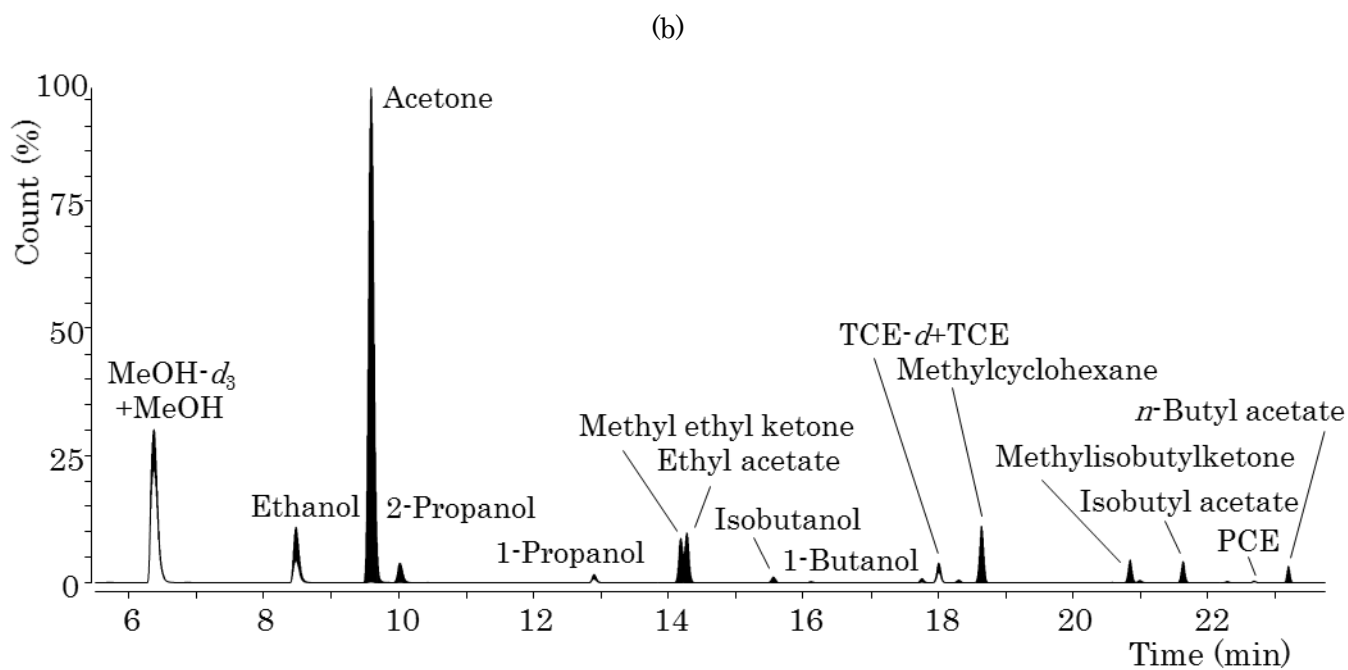 (b)
100
75
50
25
0
Count (%)
MeOH-d₃
+MeOH
Ethanol
Acetone
2-Propanol
1-Propanol
Methyl ethyl ketone
Ethyl acetate
Isobutanol
1-Butanol
TCE-d+TCE
Methylcyclohexane
Methylisobutylketone
Isobutyl acetate
PCE
n-Butyl acetate
6 8 10 12 14 16 18 20 22
Time (min)